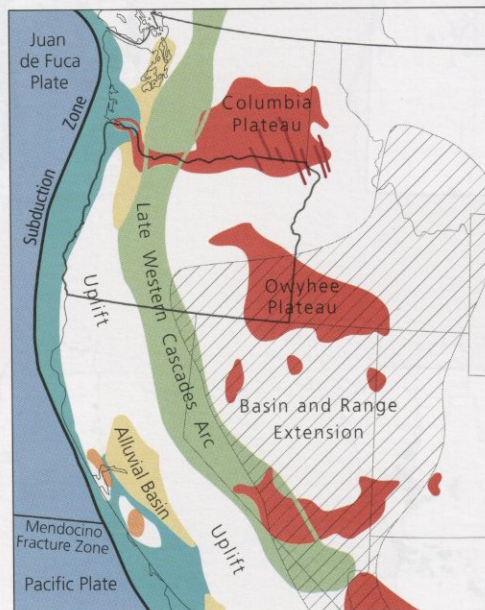 Juan
de Fuca
Plate
Subduction Zone
Columbia
Plateau
Late Western Cascades Arc
Uplift
Owyhee
Plateau
Basin and Range
Extension
Alluvial Basin
Uplift
Mendocino
Fracture Zone
Pacific Plate